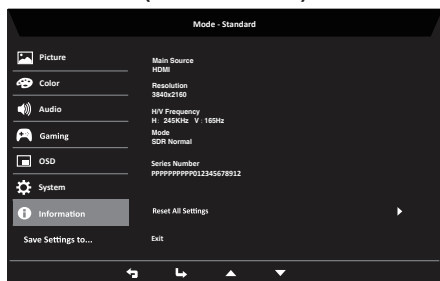 Mode - Standard
Picture
Color
Audio
Gaming
OSD
System
Information
Save Settings to...
Main Source
HDMI
Resolution
3840x2160
H/V Frequency
H: 245KHz V : 165Hz
Mode
SDR Normal
Series Number
PPPPPPPPPP012345678912
Reset All Settings
Exit